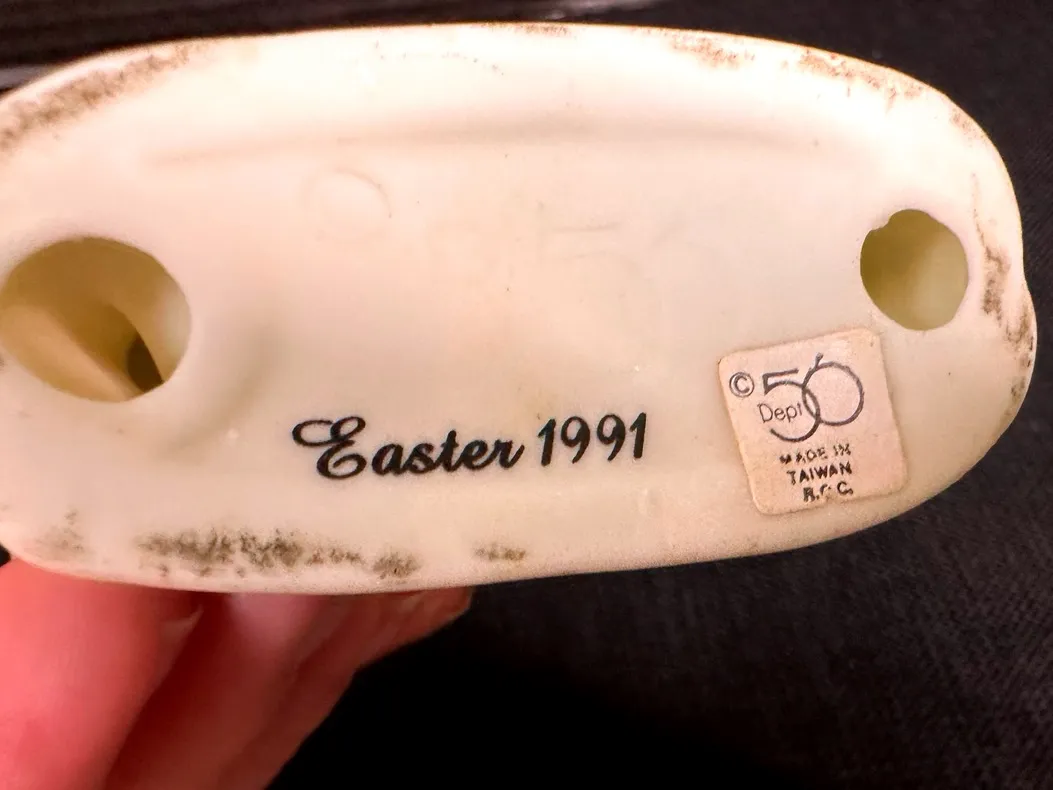 Easter 1991
© Dept 56
MADE IN
TAIWAN
R.O.C.